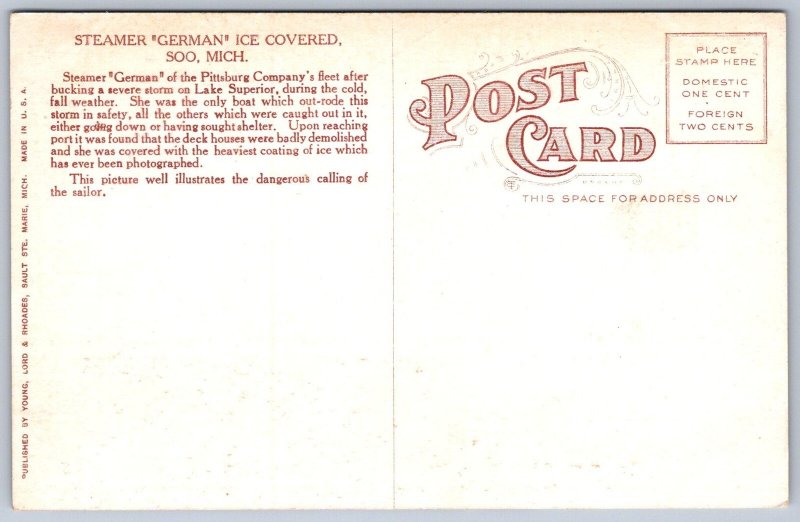 STEAMER "GERMAN" ICE COVERED,
SOO, MICH.
Steamer "German" of the Pittsburg Company's fleet after
bucking a severe storm on Lake Superior, during the cold,
fall weather. She was the only boat which out-rode this
storm in safety, all the others which were caught out in it,
either going down or having sought shelter. Upon reaching
port it was found that the deck houses were badly demolished
and she was covered with the heaviest coating of ice which
has ever been photographed.
This picture well illustrates the dangerous calling of
the sailor.
PUBLISHED BY YOUNG, LORD & RHOADES, SAULT STE. MARIE, MICH. MADE IN U. S. A.
POST
CARD
THIS SPACE FOR ADDRESS ONLY
PLACE
STAMP HERE
DOMESTIC
ONE CENT
FOREIGN
TWO CENTS